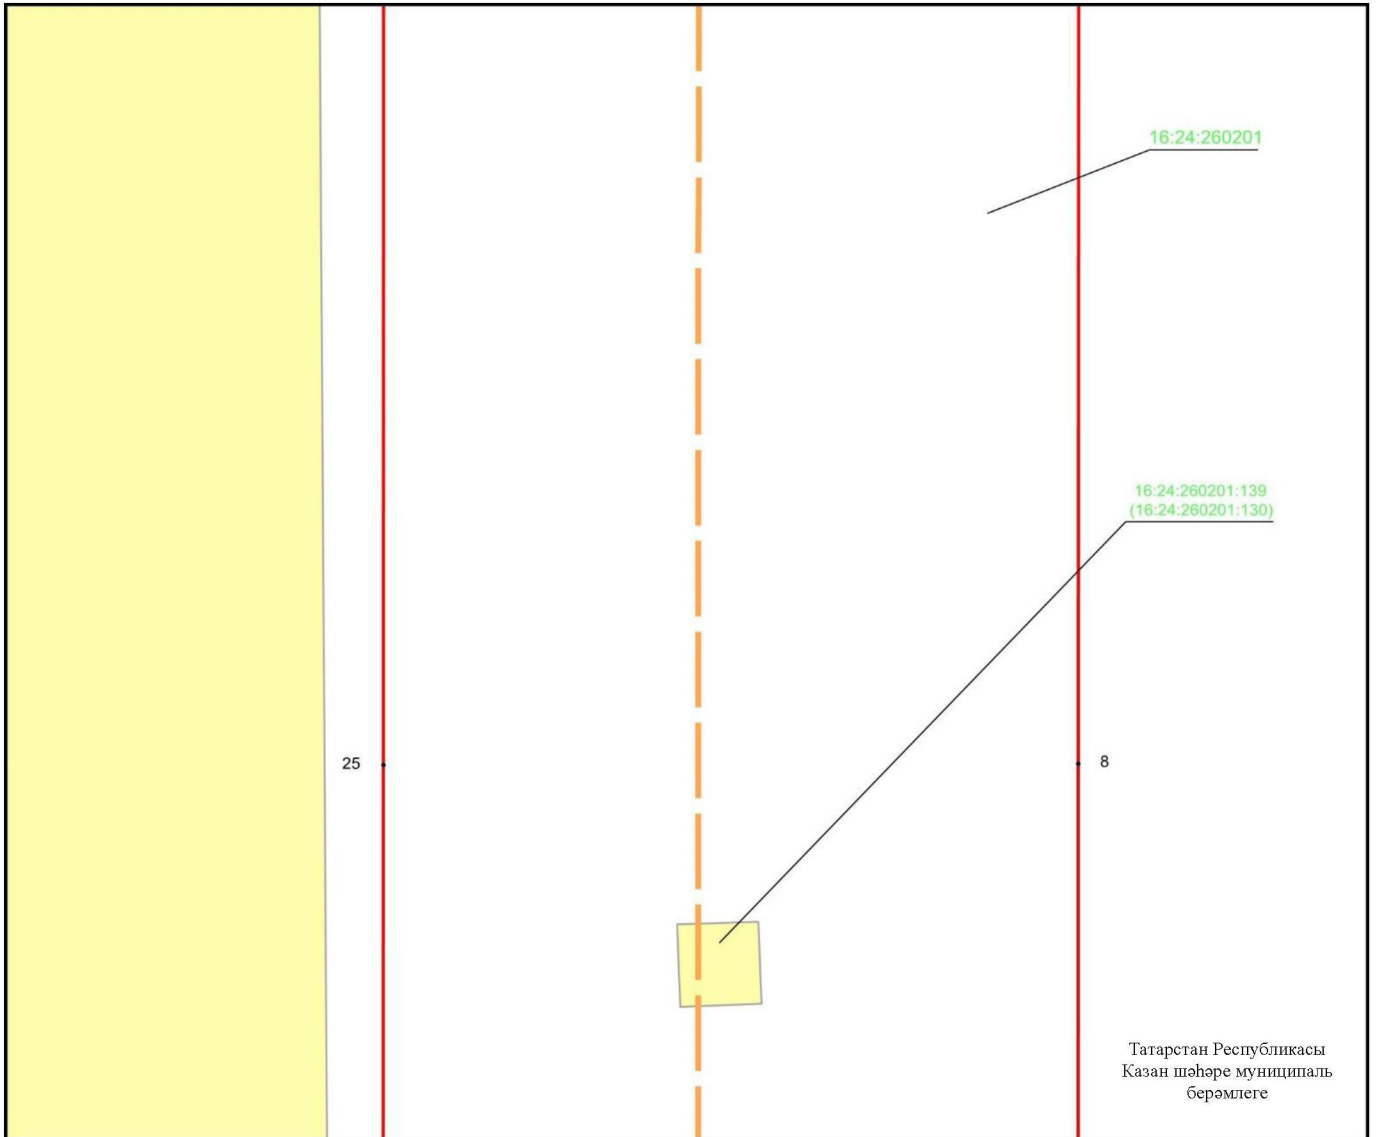 16:24:260201
16:24:260201:139
(16:24:260201:130)
25
8
Татарстан Республикасы
Казан шәһәре муниципаль
берәмлеге